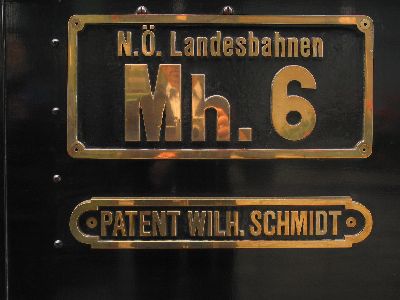 N.Ö. Landesbahnen
Mh. 6
PATENT WILH. SCHMIDT